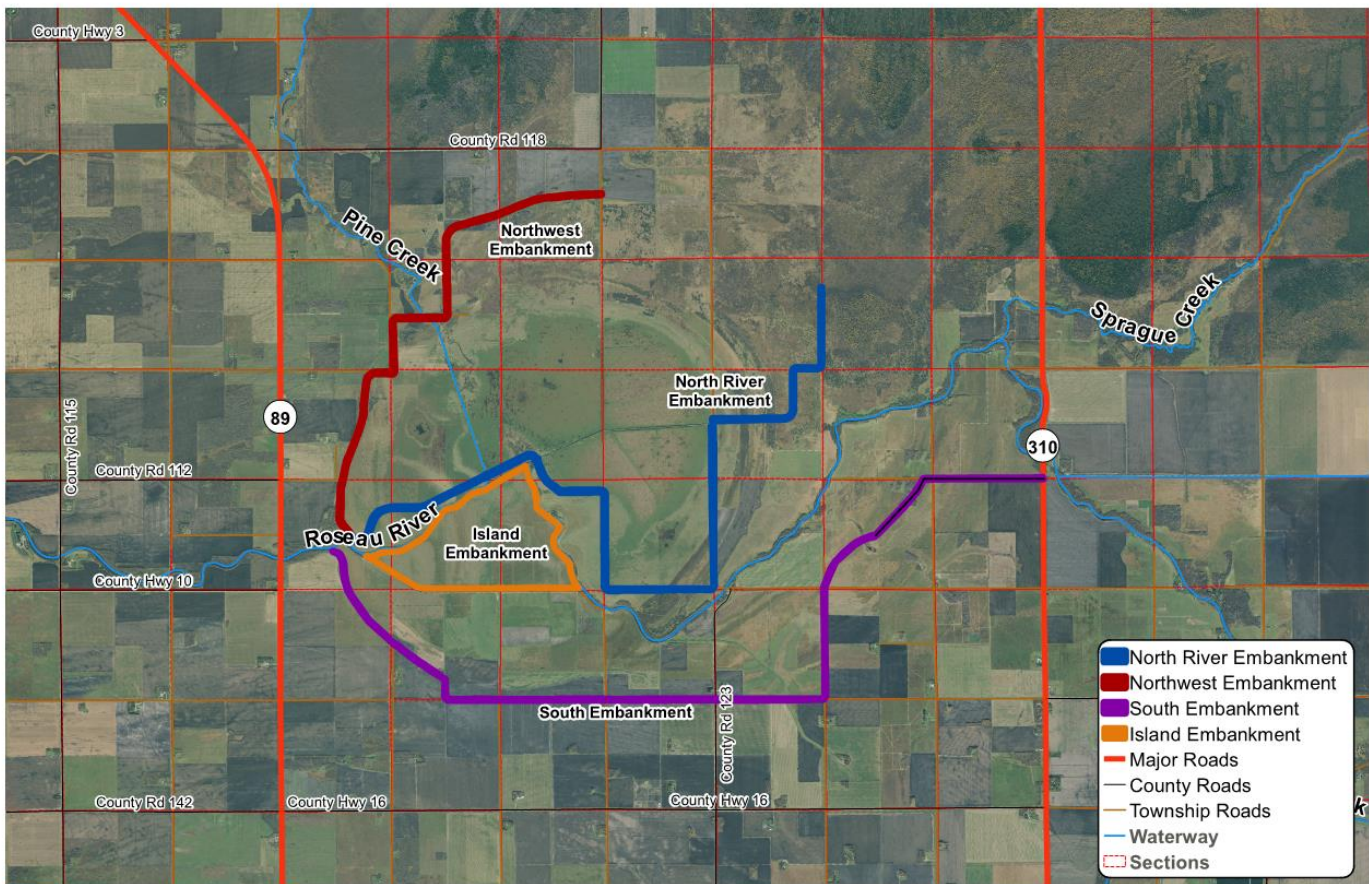 County Hwy 3
County Rd 118
Pine Creek
Northwest
Embankment
Sprague Creek
North River
Embankment
County Rd 115
89
310
County Rd 112
Roseau River
Island
Embankment
County Hwy 10
South Embankment
County Rd 123
County Rd 142
County Hwy 16
County Hwy 16
k
North River Embankment
Northwest Embankment
South Embankment
Island Embankment
Major Roads
County Roads
Township Roads
Waterway
Sections